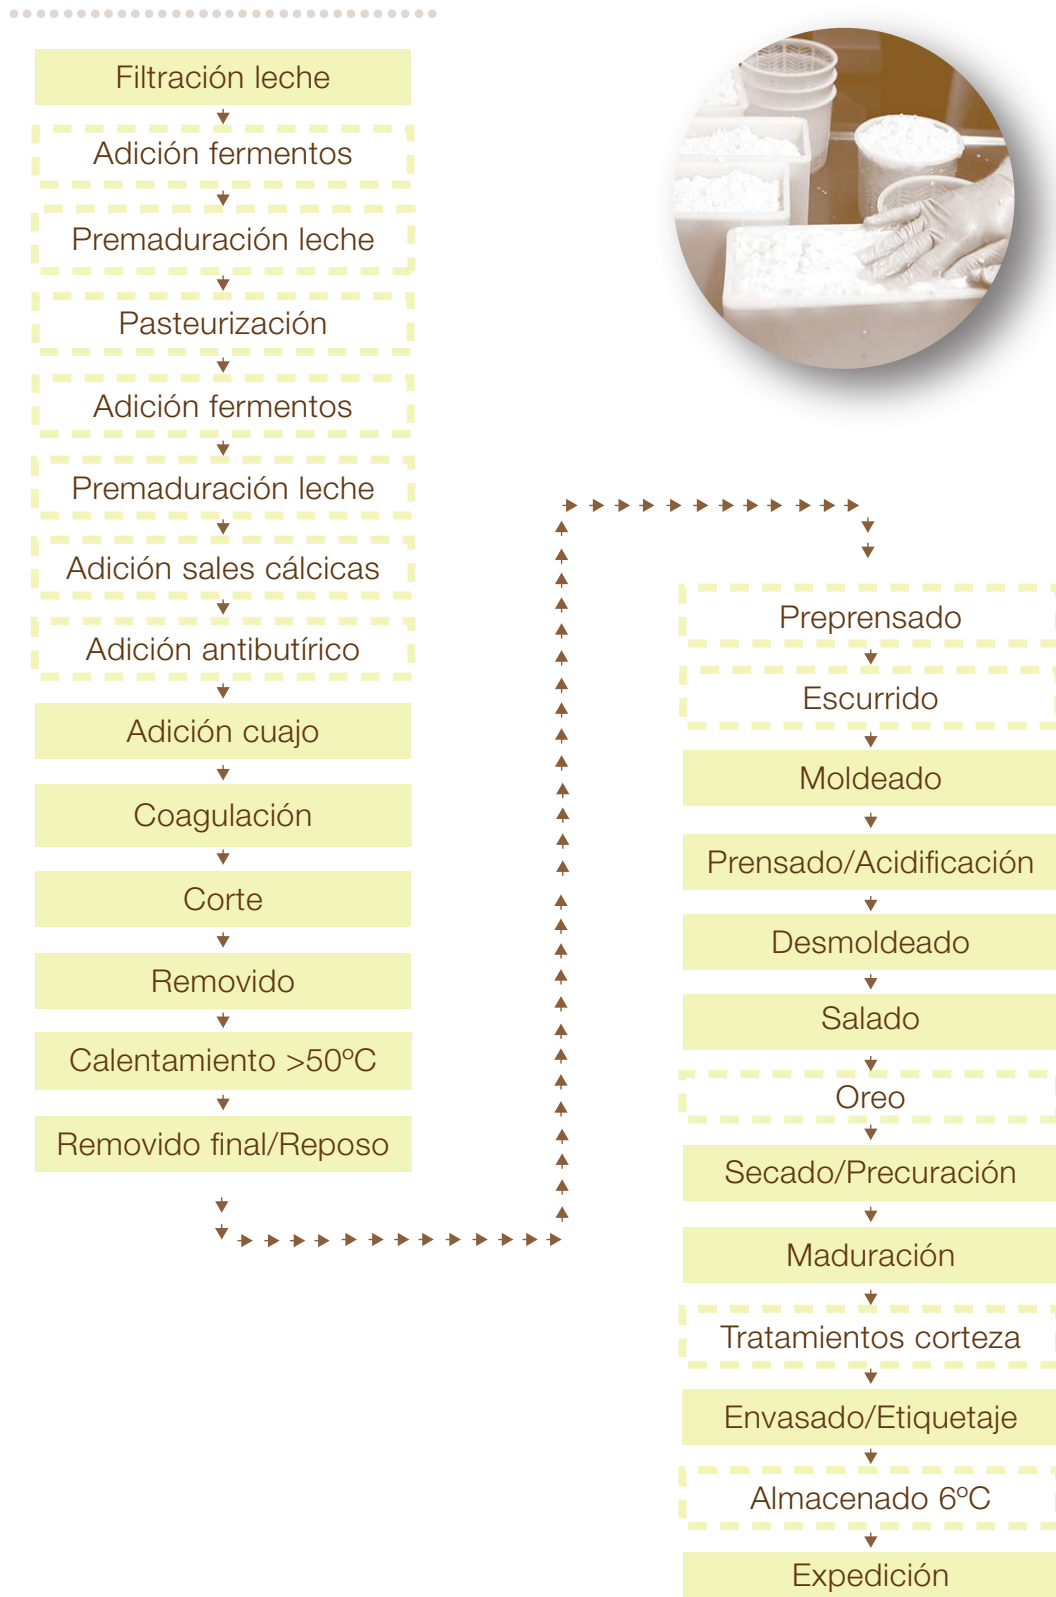 Filtración leche
Adición fermentos
Premaduración leche
Pasteurización
Adición fermentos
Premaduración leche
Adición sales cálcicas
Adición antibutírico
Adición cuajo
Coagulación
Corte
Removido
Calentamiento >50ºC
Removido final/Reposo
Preprensado
Escurrido
Moldeado
Prensado/Acidificación
Desmoldeado
Salado
Oreo
Secado/Precuración
Maduración
Tratamientos corteza
Envasado/Etiquetaje
Almacenado 6ºC
Expedición